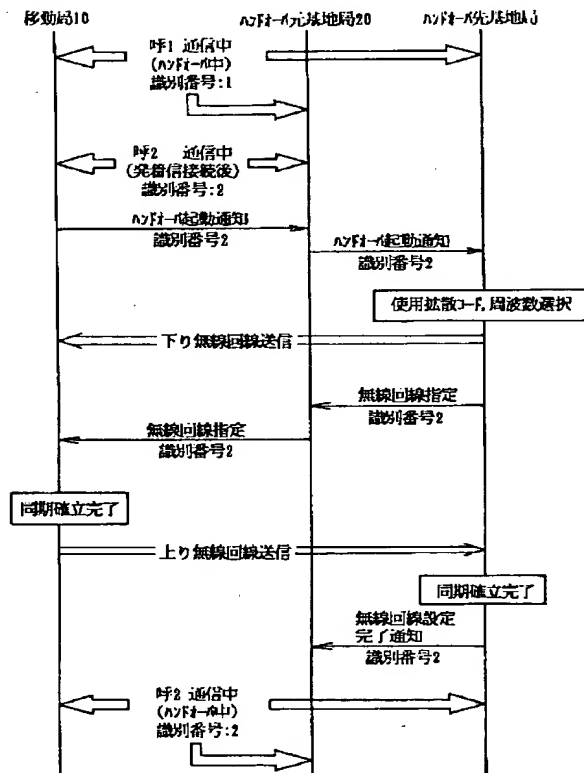 移動局10
ハンドオーバ元基地局20
ハンドオーバ先基地局
呼1 通信中
(ハンドオーバ中)
識別番号:1
呼2 通信中
(発着信接続後)
識別番号:2
ハンドオーバ起動通知
識別番号2
ハンドオーバ起動通知
識別番号2
使用拡散コード,周波数選択
下り無線回線送信
無線回線指定
識別番号2
無線回線指定
識別番号2
同期確立完了
上り無線回線送信
同期確立完了
無線回線設定
完了通知
識別番号2
呼2 通信中
(ハンドオーバ中)
識別番号:2